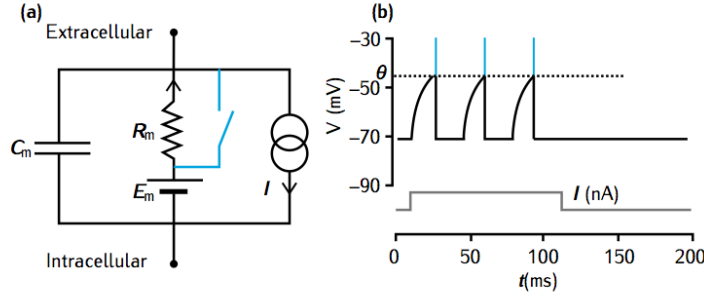 (a)
Extracellular
Cm
Rm
Em
I
Intracellular
(b)
−30
θ
−50
−70
−90
V (mV)
I (nA)
0
50
100
150
200
t(ms)